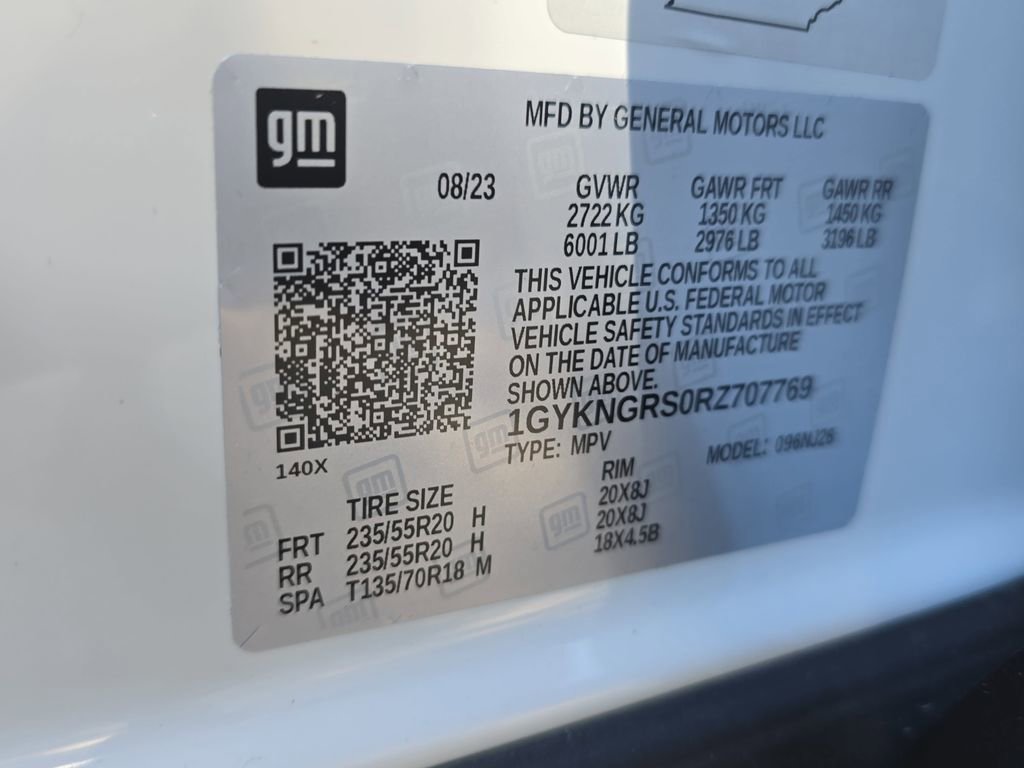 gm
MFD BY GENERAL MOTORS LLC
08/23
GVWR GAWR FRT GAWR RR
2722 KG 1350 KG 1450 KG
6001 LB 2976 LB 3196 LB
THIS VEHICLE CONFORMS TO ALL
APPLICABLE U.S. FEDERAL MOTOR
VEHICLE SAFETY STANDARDS IN EFFECT
ON THE DATE OF MANUFACTURE
SHOWN ABOVE.
1GYKNGRS0RZ707769
TYPE: MPV MODEL: 096NJ26
140X
TIRE SIZE RIM
FRT 235/55R20 H 20X8J
RR 235/55R20 H 20X8J
SPA T135/70R18 M 18X4.5B